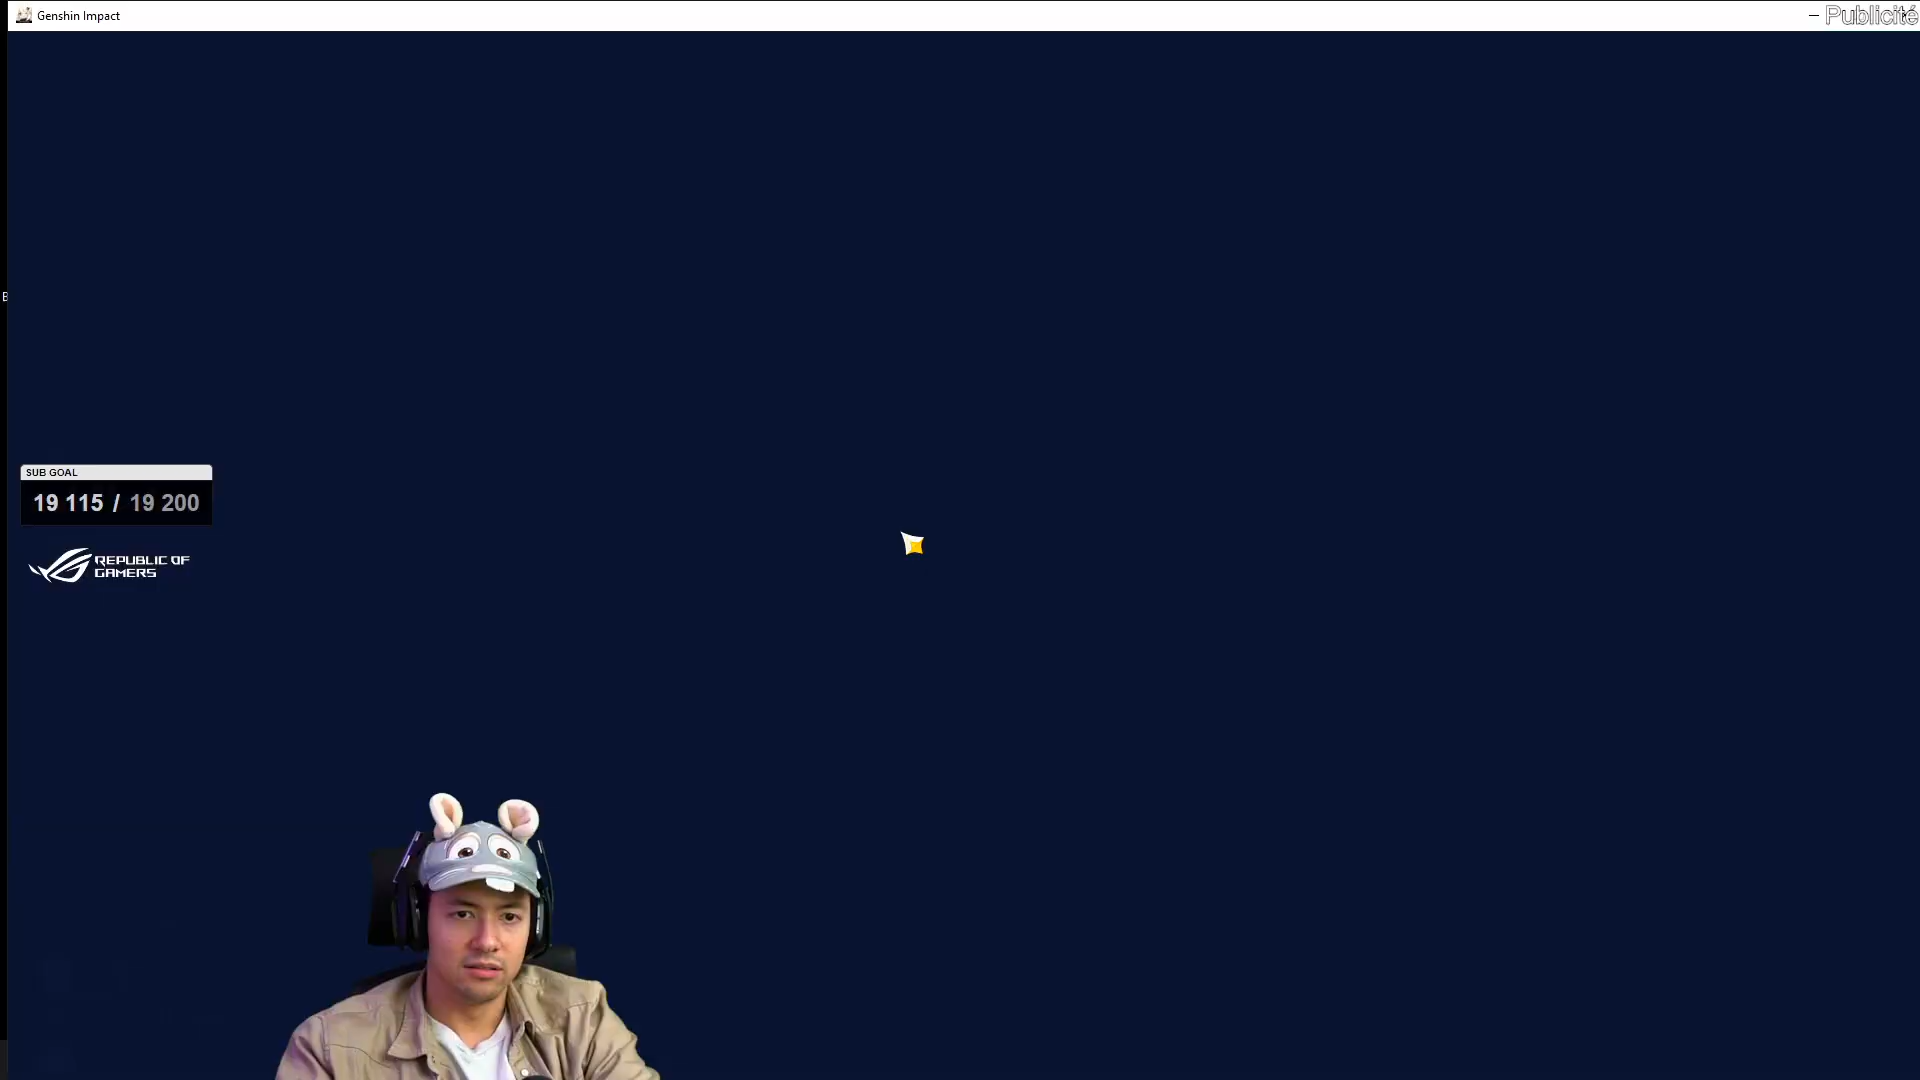 Genshin Impact
Publicité
B
SUB GOAL
19 115 / 19 200
REPUBLIC OF
GAMERS